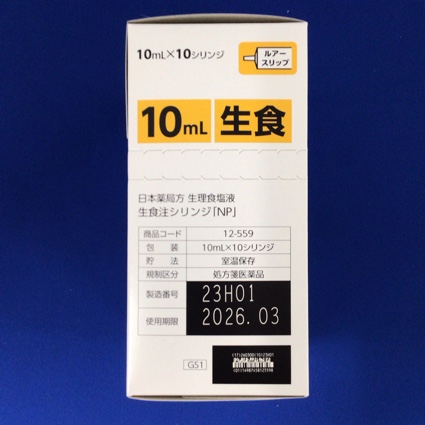 10mL×10シリンジ
ルアー
スリップ
10mL 生食
日本薬局方 生理食塩液
生食注シリンジ「NP」
商品コード 12-559
包装 10mL×10シリンジ
貯法 室温保存
規制区分 処方箋医薬品
製造番号 23H01
使用期限 2026.03
GS1